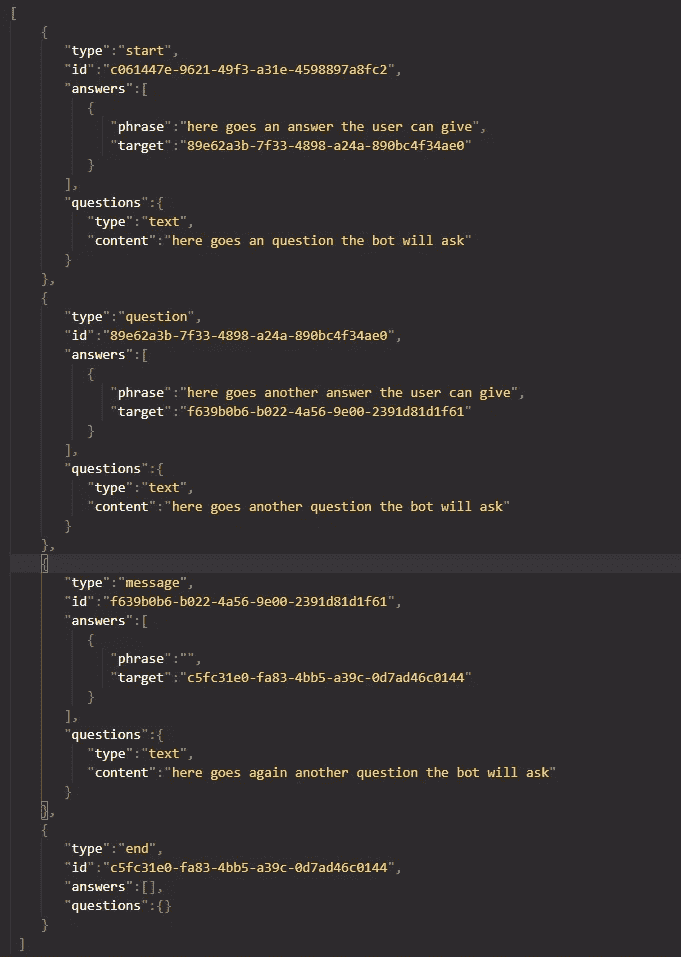 [
{
"type":"start",
"id":"c061447e-9621-49f3-a31e-4598897a8fc2",
"answers":[
{
"phrase":"here goes an answer the user can give",
"target":"89e62a3b-7f33-4898-a24a-890bc4f34ae0"
}
],
"questions":{
"type":"text",
"content":"here goes an question the bot will ask"
}
},
{
"type":"question",
"id":"89e62a3b-7f33-4898-a24a-890bc4f34ae0",
"answers":[
{
"phrase":"here goes another answer the user can give",
"target":"f639b0b6-b022-4a56-9e00-2391d81d1f61"
}
],
"questions":{
"type":"text",
"content":"here goes another question the bot will ask"
}
},
{
"type":"message",
"id":"f639b0b6-b022-4a56-9e00-2391d81d1f61",
"answers":[
{
"phrase":"",
"target":"c5fc31e0-fa83-4bb5-a39c-0d7ad46c0144"
}
],
"questions":{
"type":"text",
"content":"here goes again another question the bot will ask"
}
},
{
"type":"end",
"id":"c5fc31e0-fa83-4bb5-a39c-0d7ad46c0144",
"answers":[],
"questions":{}
}
]